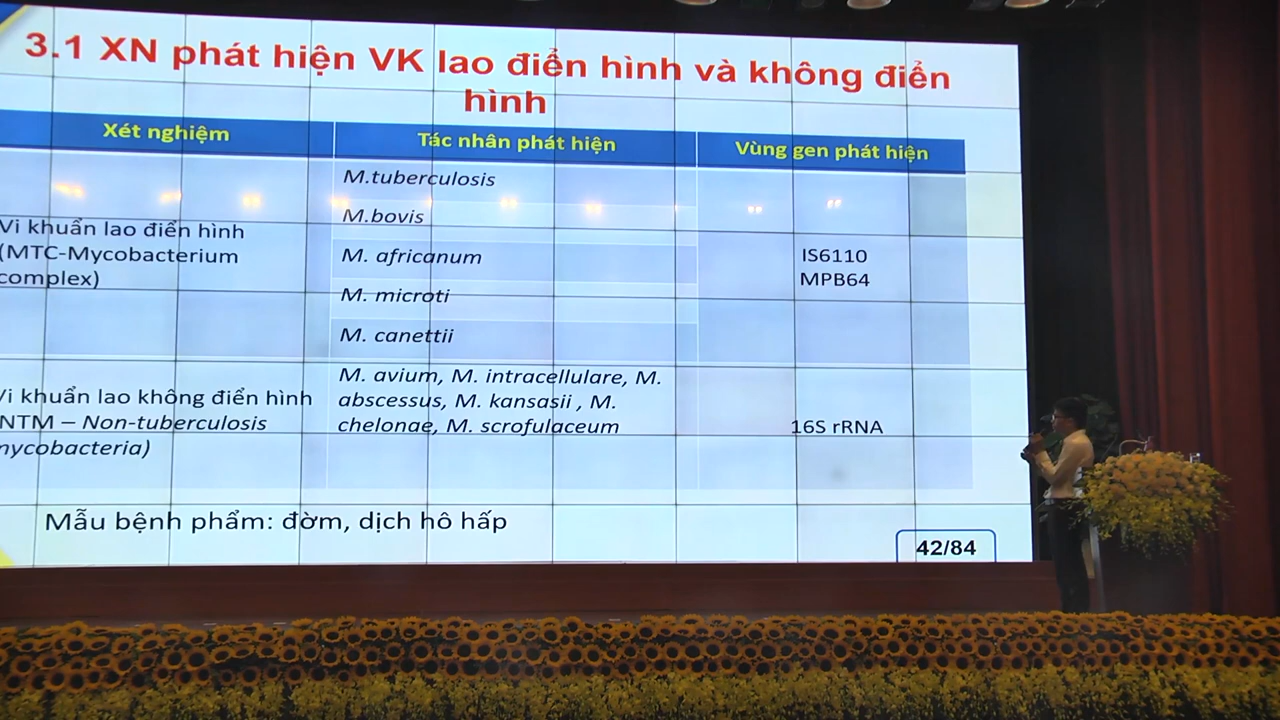 3.1 XN phát hiện VK lao điển hình và không điển
hình
Xét nghiệm
Tác nhân phát hiện
Vùng gen phát hiện
Vi khuẩn lao điển hình
(MTC-Mycobacterium
complex)
M.tuberculosis
M.bovis
M. africanum
M. microti
M. canettii
IS6110
MPB64
Vi khuẩn lao không điển hình
NTM – Non-tuberculosis
mycobacteria)
M. avium, M. intracellulare, M.
abscessus, M. kansasii , M.
chelonae, M. scrofulaceum
16S rRNA
Mẫu bệnh phẩm: đờm, dịch hô hấp
42/84